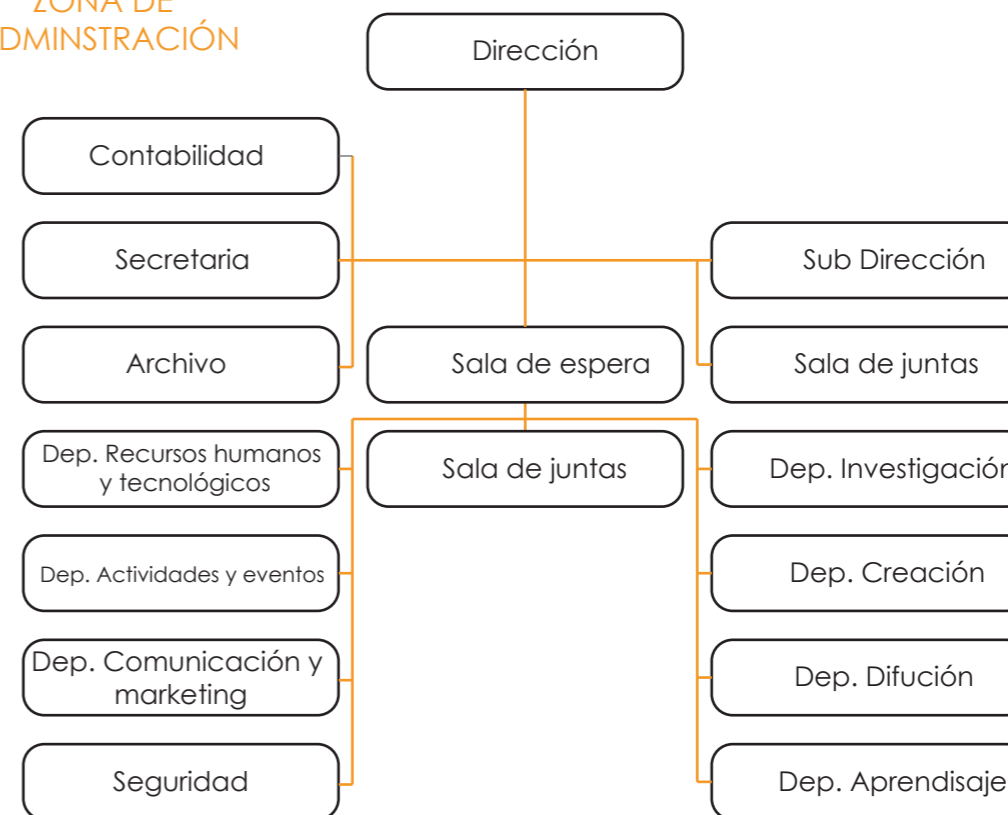 ZONA DE
DMINSTRACIÓN
Dirección
Contabilidad
Secretaria
Sub Dirección
Archivo
Sala de espera
Sala de juntas
Dep. Recursos humanos
y tecnológicos
Sala de juntas
Dep. Investigación
Dep. Actividades y eventos
Dep. Creación
Dep. Comunicación y
marketing
Dep. Difución
Seguridad
Dep. Aprendisaje